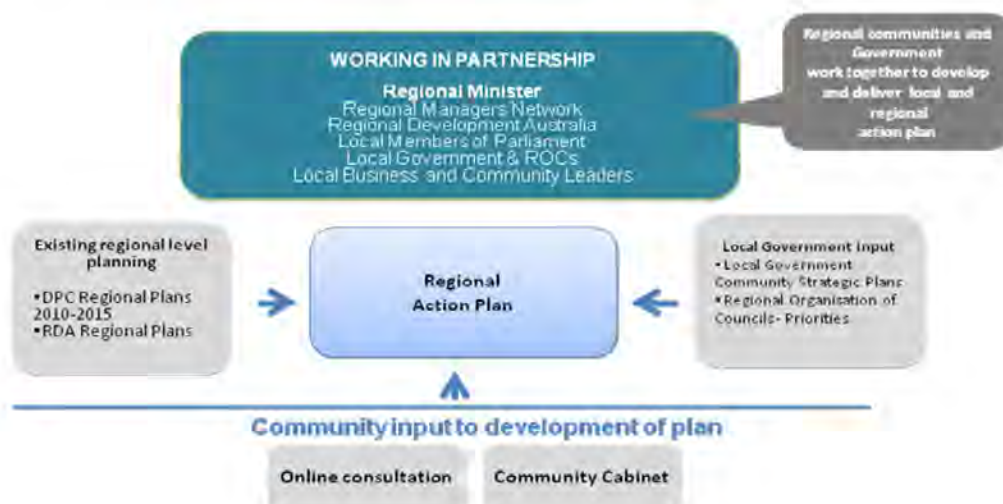 WORKING IN PARTNERSHIP
Regional Minister
Regional Managers Network
Regional Development Australia
Local Members of Parliament
Local Government & ROCs
Local Business and Community Leaders
Regional communities and
Government
work together to develop
and deliver local and
regional
action plan
Existing regional level
planning
▪DPC Regional Plans
2010-2015
▪RDA Regional Plans
Regional
Action Plan
Local Government Input
▪Local Government
Community Strategic Plans
▪Regional Organisation of
Councils- Priorities
Community input to development of plan
Online consultation
Community Cabinet